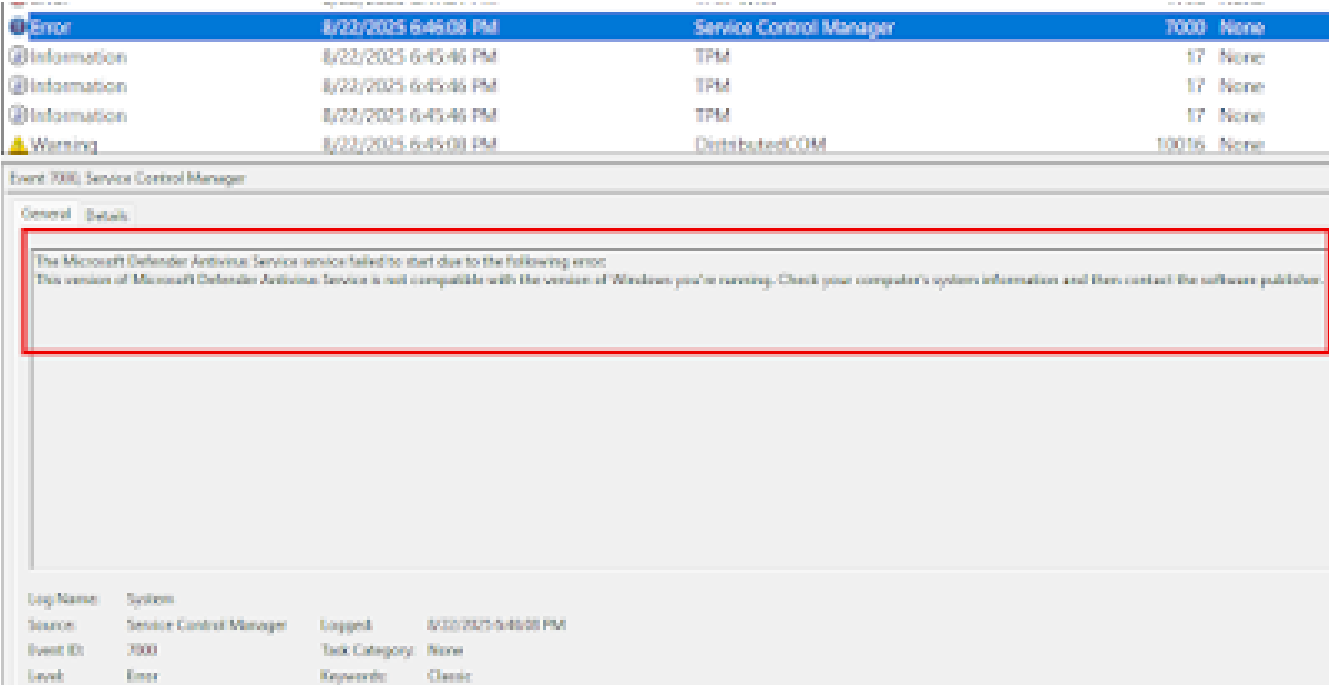 Error 8/22/2025 6:46:08 PM Service Control Manager 7000 None
Information 8/22/2025 6:45:46 PM TPM 17 None
Information 8/22/2025 6:45:46 PM TPM 17 None
Information 8/22/2025 6:45:46 PM TPM 17 None
Warning 8/22/2025 6:45:08 PM DistributedCOM 10016 None
Event 7000, Service Control Manager
General Details
The Microsoft Defender Antivirus Service service failed to start due to the following error:
This version of Microsoft Defender Antivirus Service is not compatible with the version of Windows you're running. Check your computer's system information and then contact the software publisher.
Log Name: System
Source: Service Control Manager Logged: 8/22/2025 6:46:08 PM
Event ID: 7000 Task Category: None
Level: Error Keywords: Classic